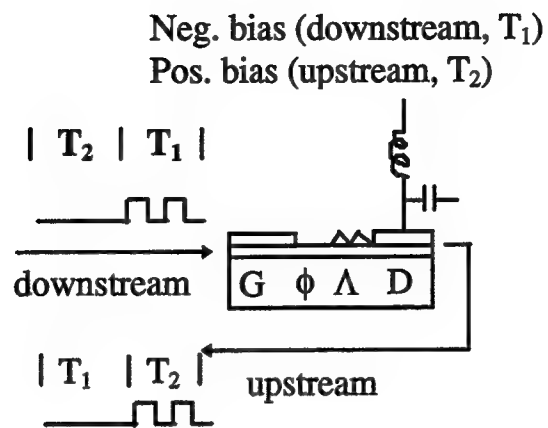 Neg. bias (downstream, T₁)
Pos. bias (upstream, T₂)
| T₂ | T₁ |
downstream
G ϕ Λ D
| T₁ | T₂ |
upstream